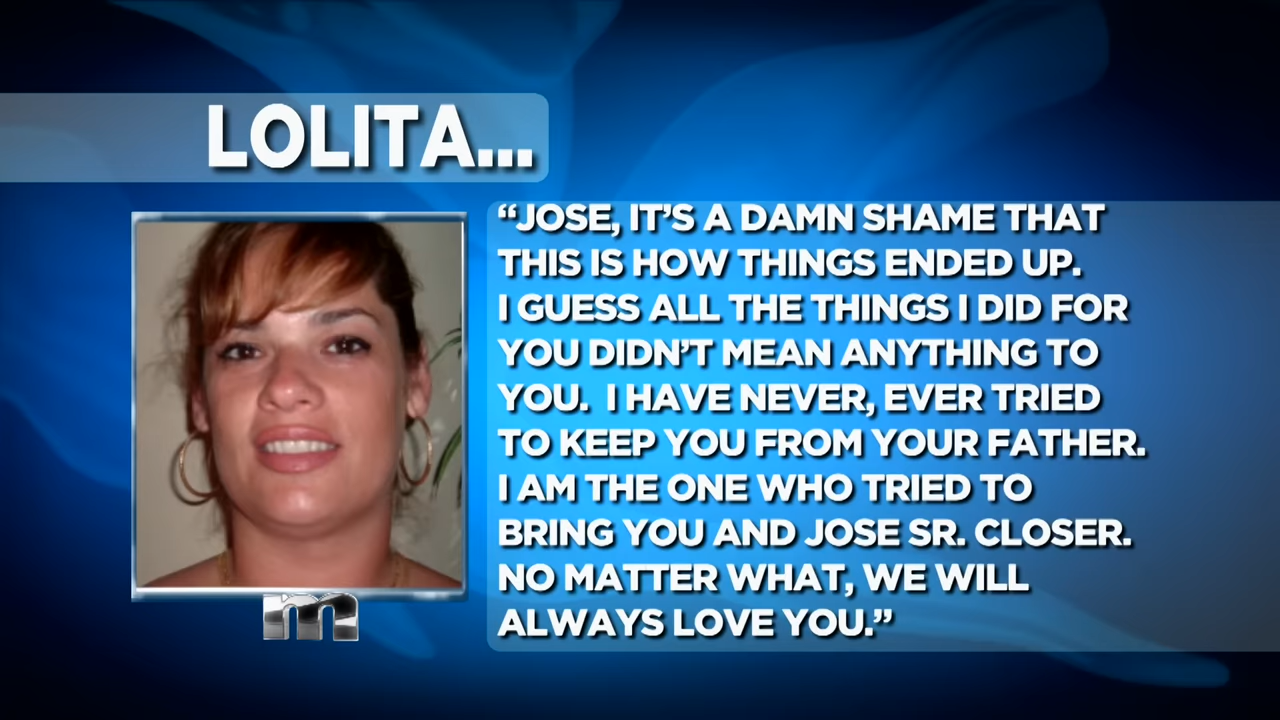 LOLITA...
“JOSE, IT’S A DAMN SHAME THAT
THIS IS HOW THINGS ENDED UP.
I GUESS ALL THE THINGS I DID FOR
YOU DIDN’T MEAN ANYTHING TO
YOU.  I HAVE NEVER, EVER TRIED
TO KEEP YOU FROM YOUR FATHER.
I AM THE ONE WHO TRIED TO
BRING YOU AND JOSE SR. CLOSER.
NO MATTER WHAT, WE WILL
ALWAYS LOVE YOU.”
m